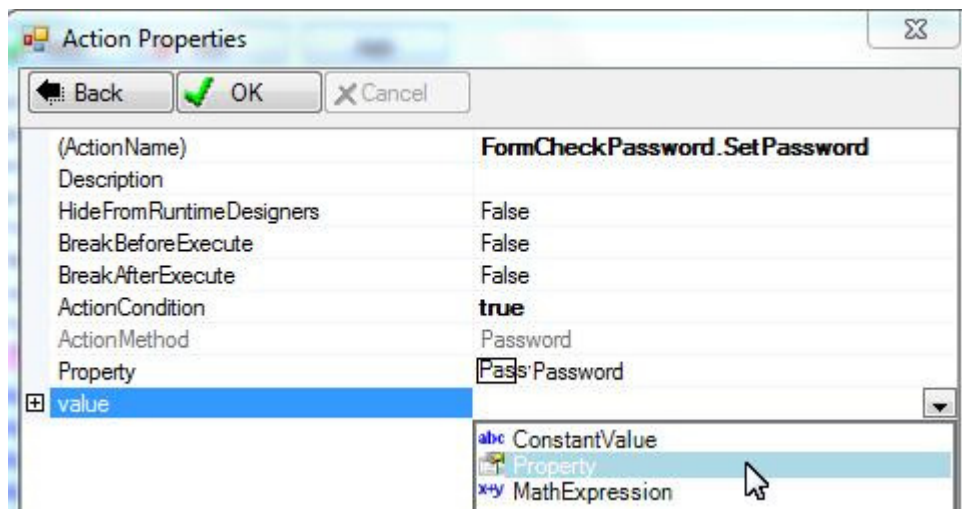 Action Properties
Back OK Cancel
(ActionName) FormCheckPassword.SetPassword
Description
HideFromRuntimeDesigners False
BreakBeforeExecute False
BreakAfterExecute False
ActionCondition true
ActionMethod Password
Property Pass Password
value
abc ConstantValue
Property
x+y MathExpression